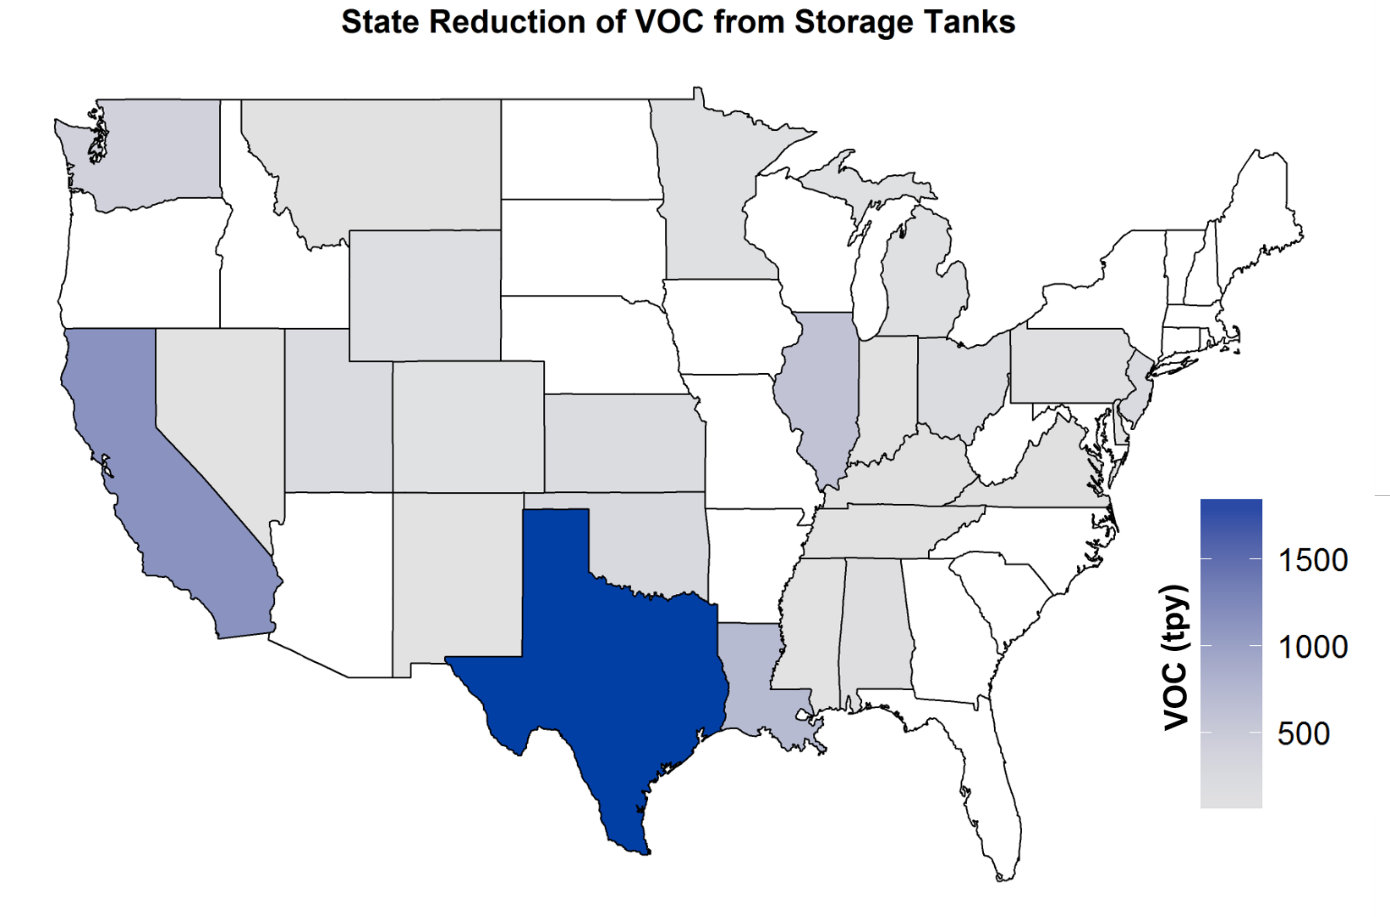 State Reduction of VOC from Storage Tanks
VOC (tpy)
1500
1000
500